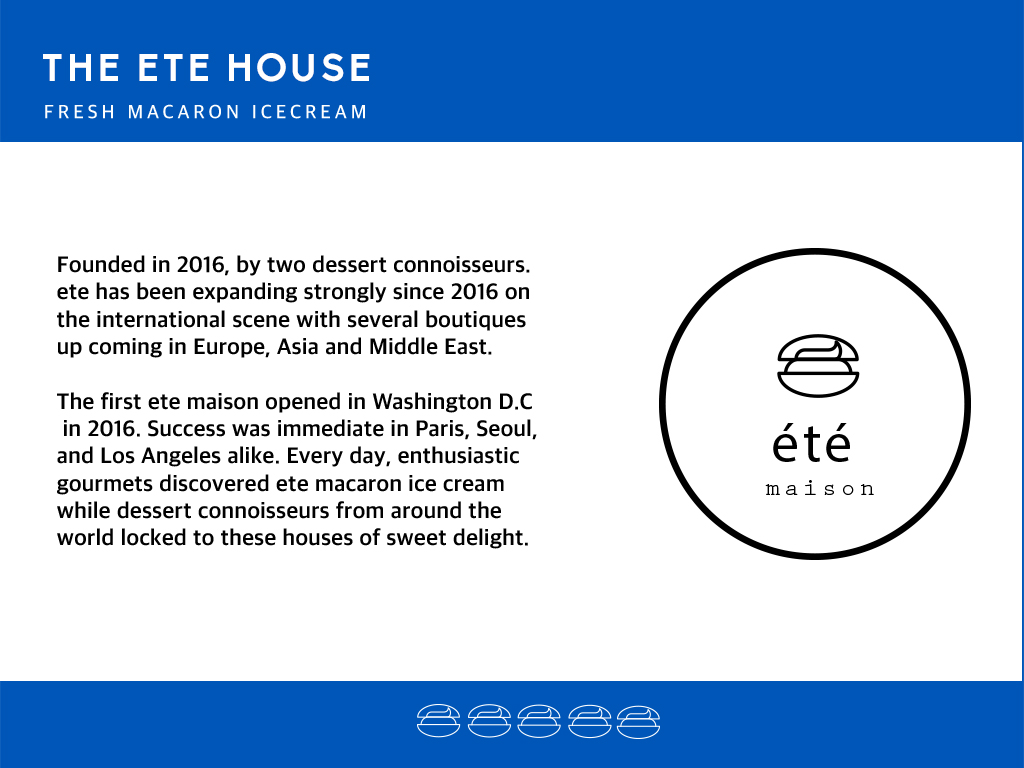 THE ETE HOUSE
FRESH MACARON ICECREAM
Founded in 2016, by two dessert connoisseurs.
ete has been expanding strongly since 2016 on
the international scene with several boutiques
up coming in Europe, Asia and Middle East.
The first ete maison opened in Washington D.C
in 2016. Success was immediate in Paris, Seoul,
and Los Angeles alike. Every day, enthusiastic
gourmets discovered ete macaron ice cream
while dessert connoisseurs from around the
world locked to these houses of sweet delight.
été
maison